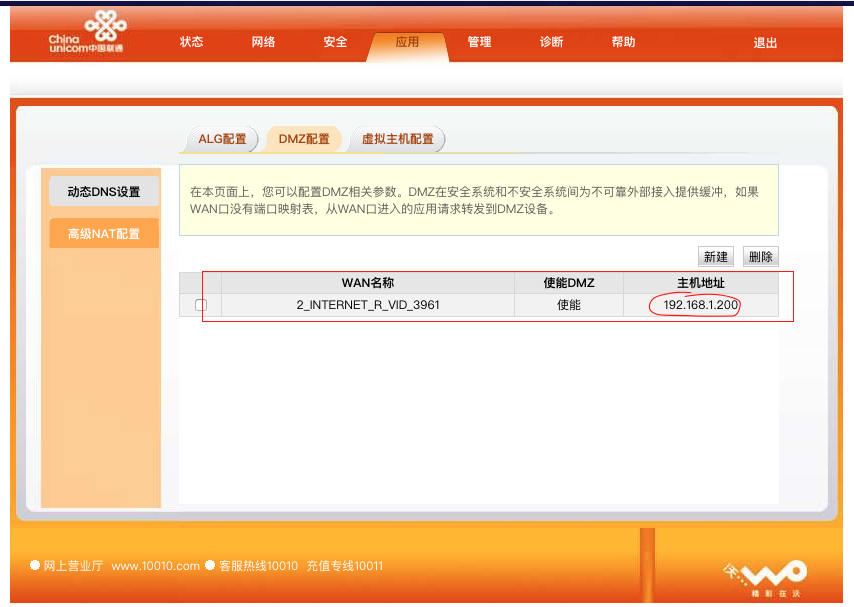 China
unicom中国联通
状态 网络 安全 应用 管理 诊断 帮助 退出
ALG配置 DMZ配置 虚拟主机配置
动态DNS设置
高级NAT配置
在本页面上，您可以配置DMZ相关参数。DMZ在安全系统和不安全系统间为不可靠外部接入提供缓冲，如果
WAN口没有端口映射表，从WAN口进入的应用请求转发到DMZ设备。
新建 删除
WAN名称 使能DMZ 主机地址
2_INTERNET_R_VID_3961 使能 192.168.1.200
网上营业厅 www.10010.com 客服热线10010 充值专线10011
沃
精彩在沃